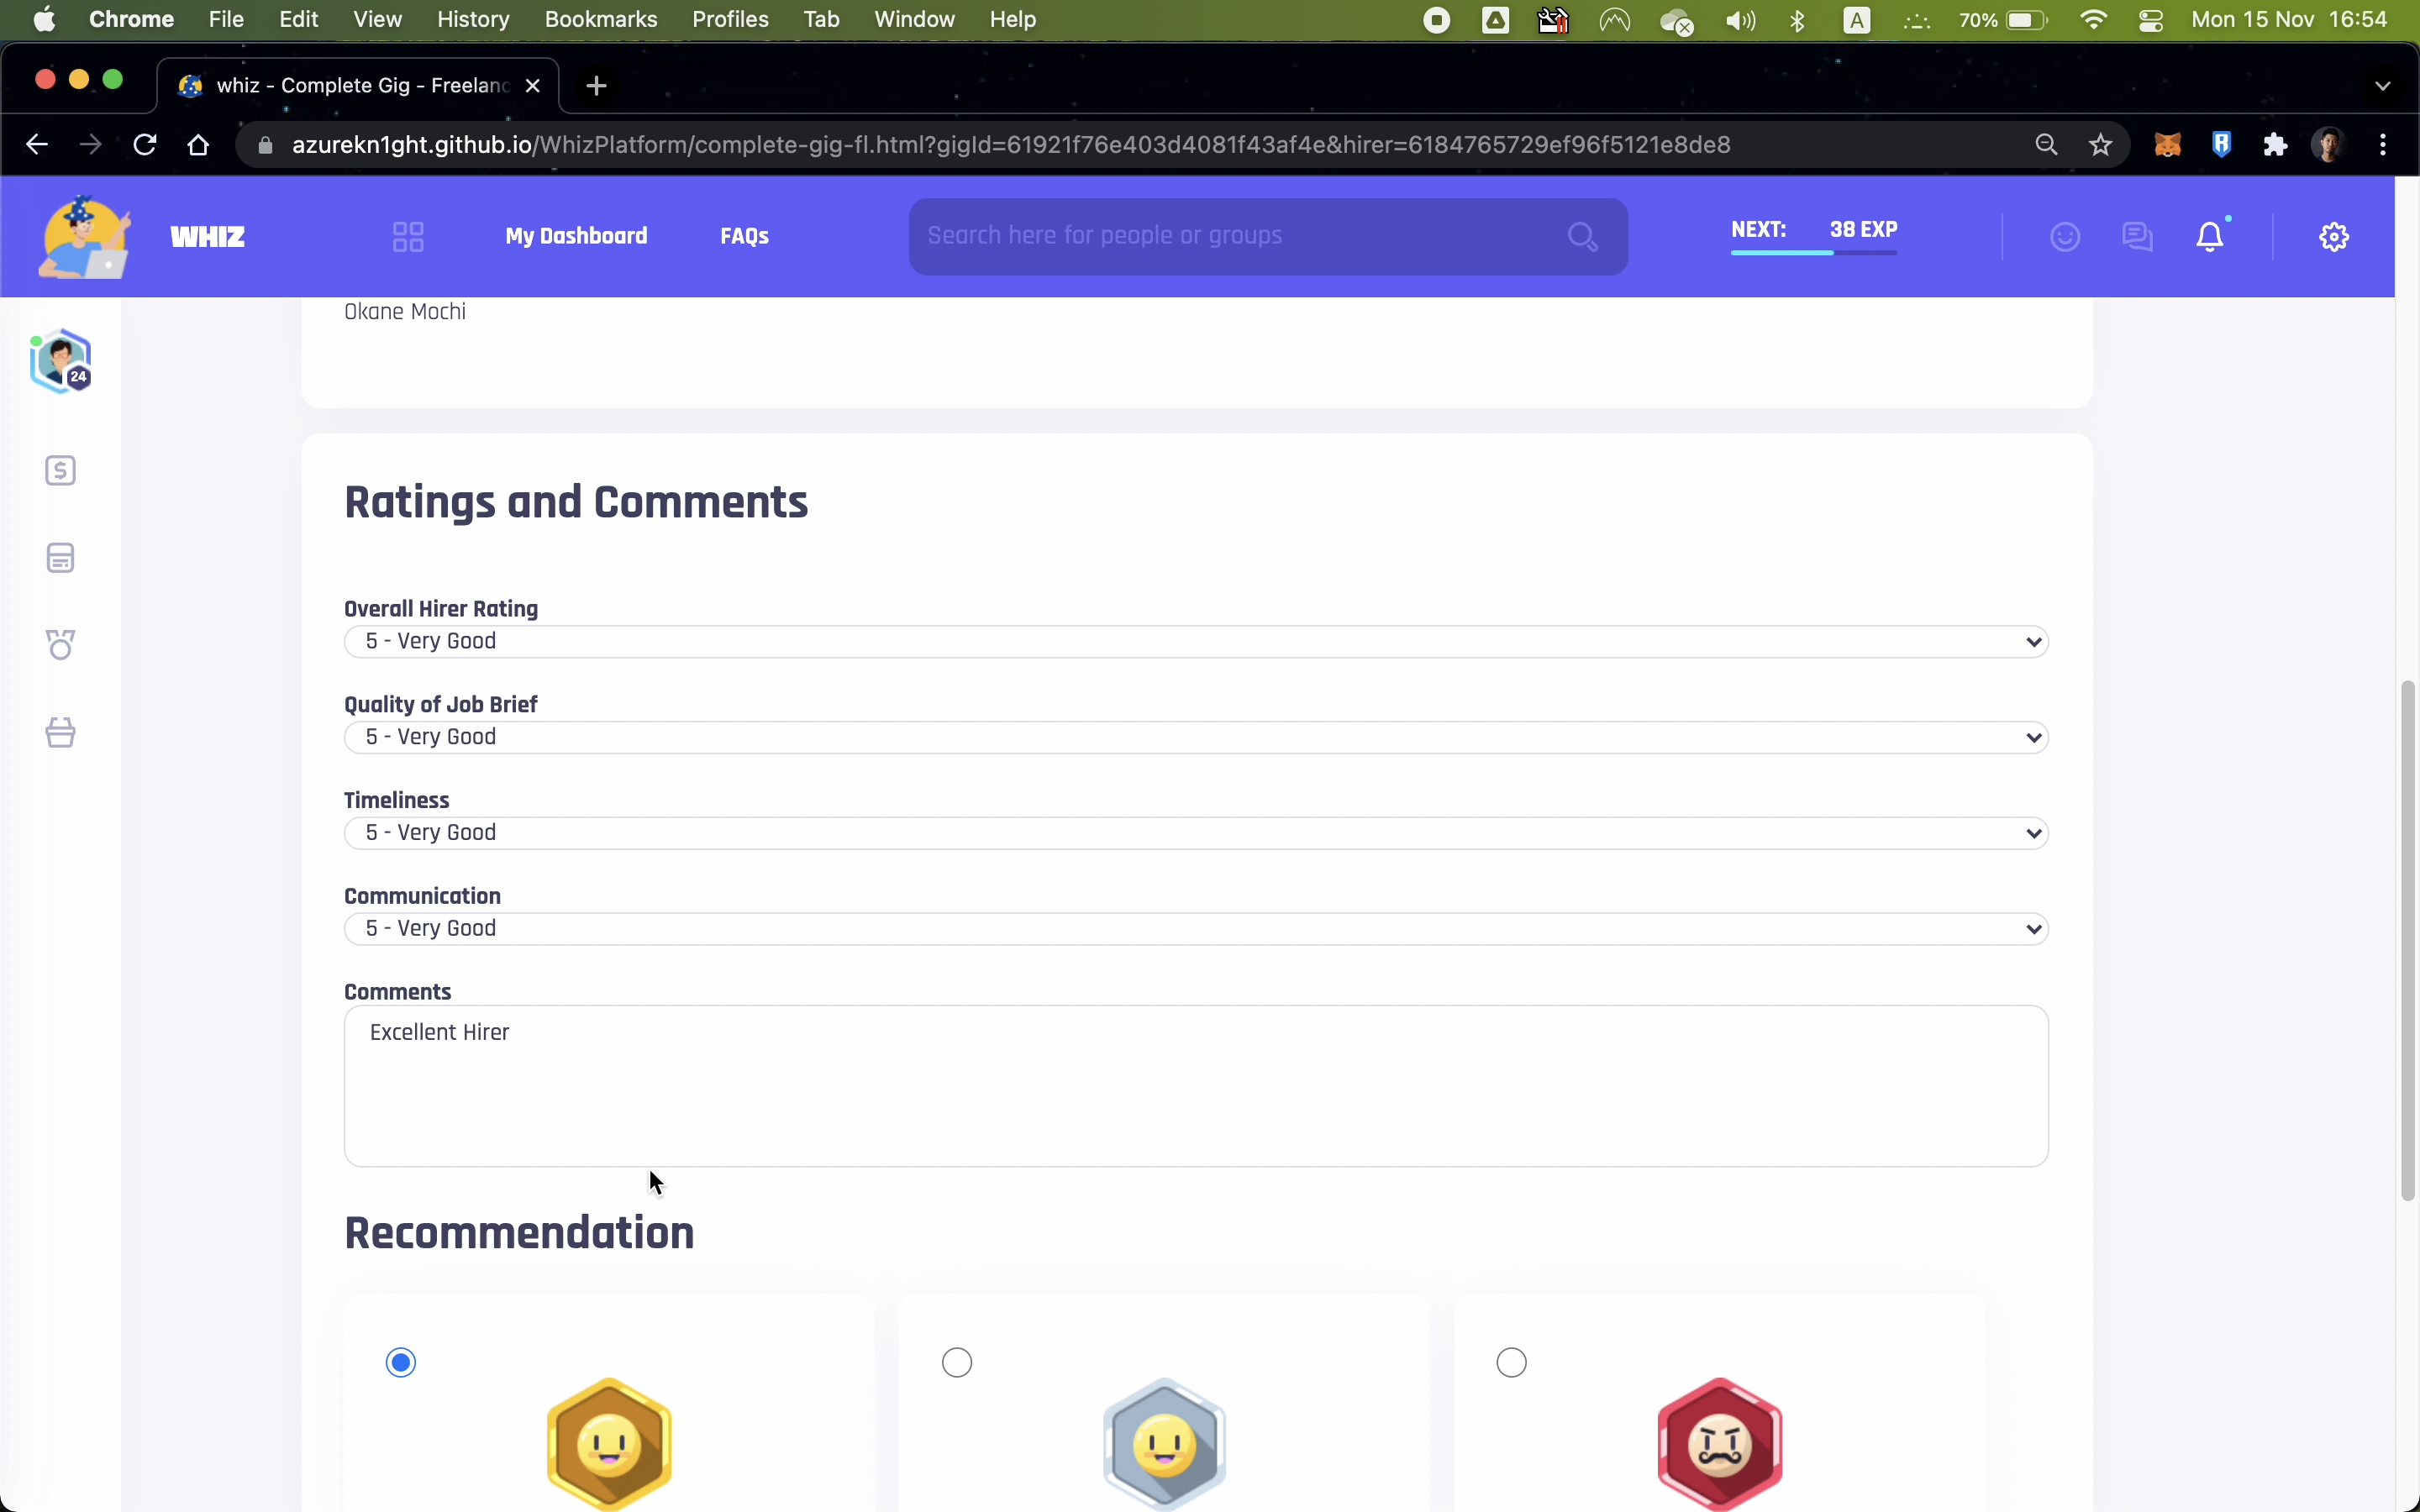 Chrome File Edit View History Bookmarks Profiles Tab Window Help A 70% Mon 15 Nov 16:54
whiz - Complete Gig - Freelanc
azurekn1ght.github.io/WhizPlatform/complete-gig-fl.html?gigId=61921f76e403d4081f43af4e&hirer=6184765729ef96f5121e8de8
WHIZ My Dashboard FAQs Search here for people or groups NEXT: 38 EXP
Okane Mochi
24
Ratings and Comments
Overall Hirer Rating
5 - Very Good
Quality of Job Brief
5 - Very Good
Timeliness
5 - Very Good
Communication
5 - Very Good
Comments
Excellent Hirer
Recommendation